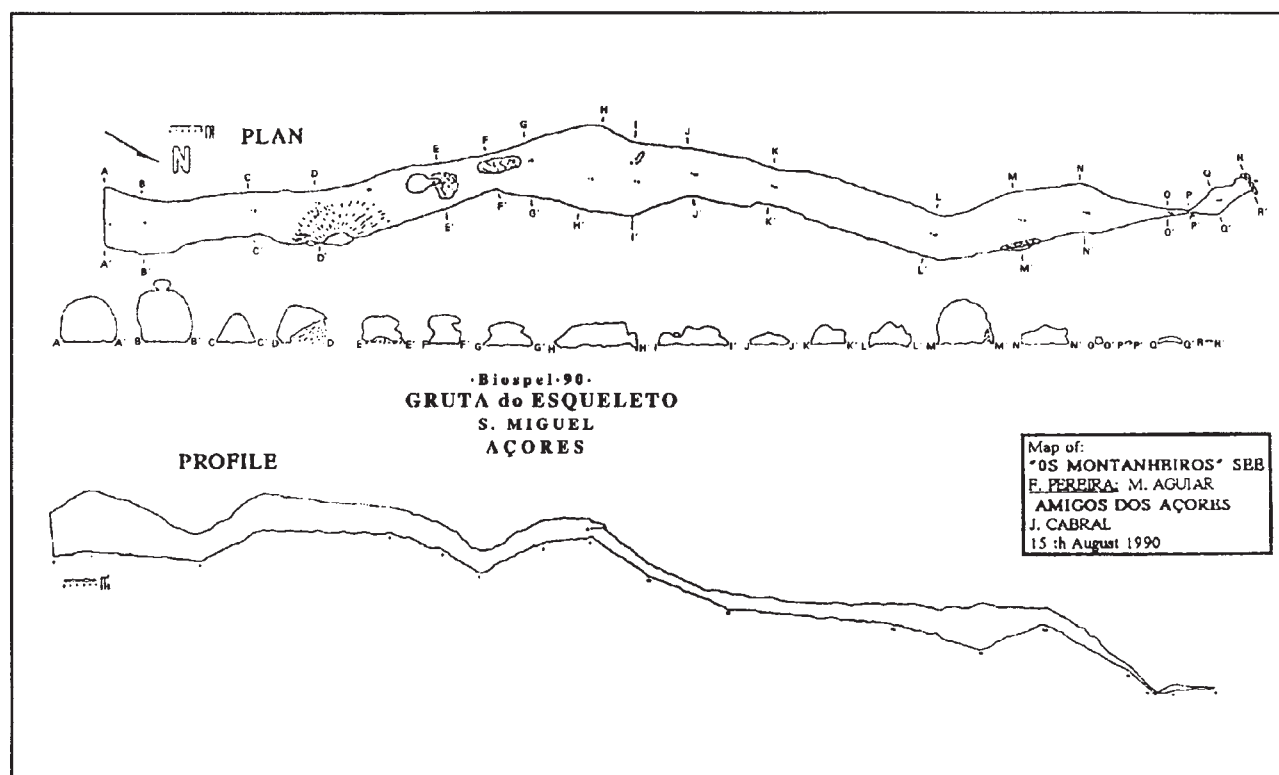 PLAN
N
H
G
I
J
F
E
K
A
B
C
D
L
M
N
O
P
Q
R'
A'
B'
C'
D'
E'
F'
G'
H'
I'
J'
K'
L'
M'
N'
O'
P'
Q'
A A' B B' C C' D D E E' F F' G G' H H' I I' J J' K K' L L' M M' N N' O O' P P' Q Q' R H'
·Biospel·90·
GRUTA do ESQUELETO
S. MIGUEL
AÇORES
PROFILE
Map of:
"OS MONTANHEIROS" SEE
F. PEREIRA; M. AGUIAR
AMIGOS DOS AÇORES
J. CABRAL
15 th August 1990